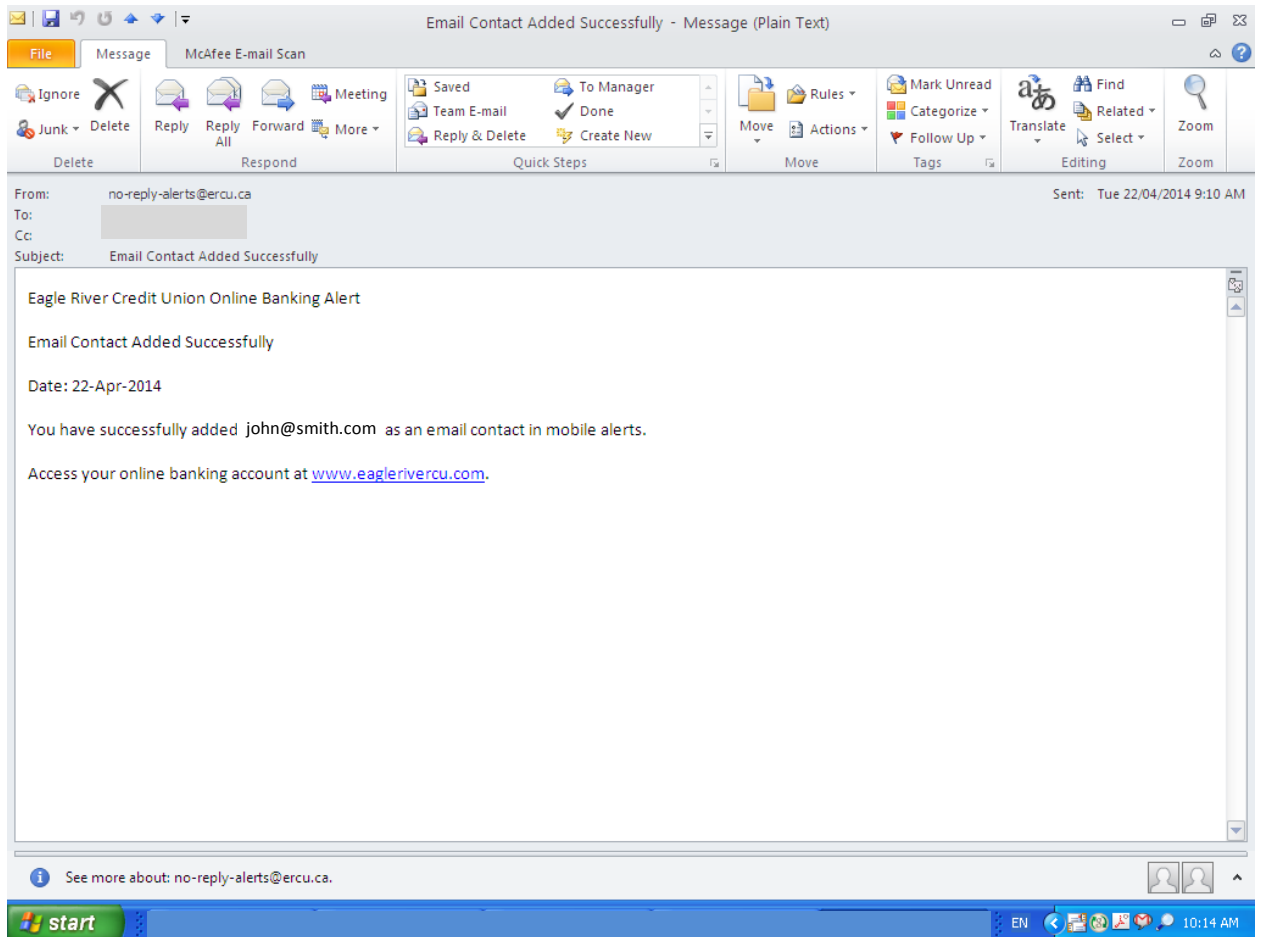 Email Contact Added Successfully - Message (Plain Text)
File Message McAfee E-mail Scan
Ignore Junk Delete Reply Reply All Forward Meeting More
Saved To Manager
Team E-mail Done
Reply & Delete Create New
Move Rules Actions
Mark Unread Categorize Follow Up
Translate Find Related Select Zoom
Delete Respond Quick Steps Move Tags Editing Zoom
From: no-reply-alerts@ercu.ca Sent: Tue 22/04/2014 9:10 AM
To:
Cc:
Subject: Email Contact Added Successfully
Eagle River Credit Union Online Banking Alert
Email Contact Added Successfully
Date: 22-Apr-2014
You have successfully added john@smith.com as an email contact in mobile alerts.
Access your online banking account at www.eaglerivercu.com.
See more about: no-reply-alerts@ercu.ca.
start EN 10:14 AM